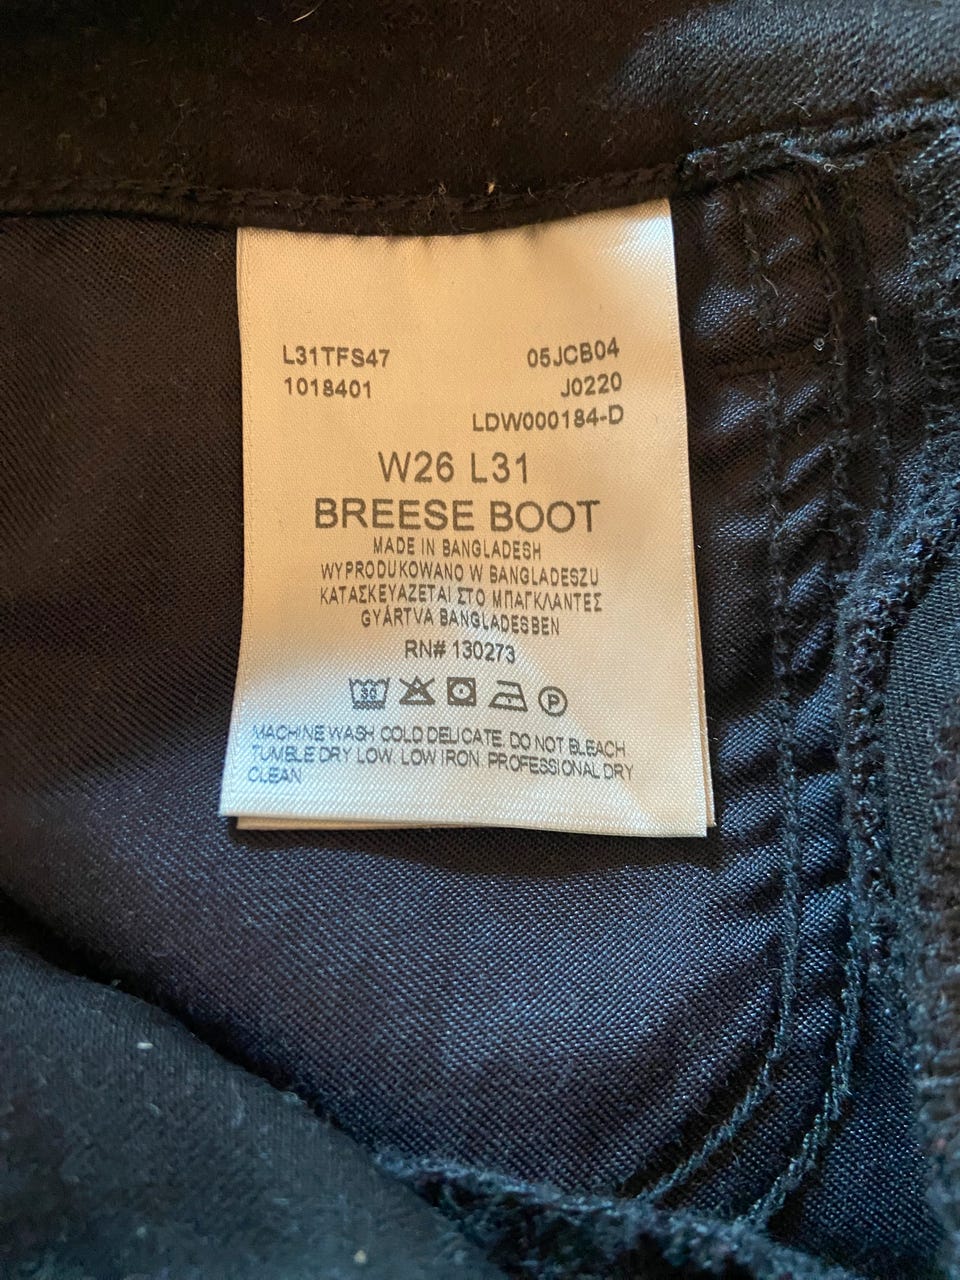 L31TFS47 05JCB04
1018401 J0220
LDW000184-D
W26 L31
BREESE BOOT
MADE IN BANGLADESH
WYPRODUKOWANO W BANGLADESZU
ΚΑΤΑΣΚΕΥΑΖΕΤΑΙ ΣΤΟ ΜΠΑΓΚΛΑΝΤΕΣ
GYÁRTVA BANGLADESBEN
RN# 130273
30 P
MACHINE WASH COLD DELICATE. DO NOT BLEACH
TUMBLE DRY LOW. LOW IRON. PROFESSIONAL DRY
CLEAN